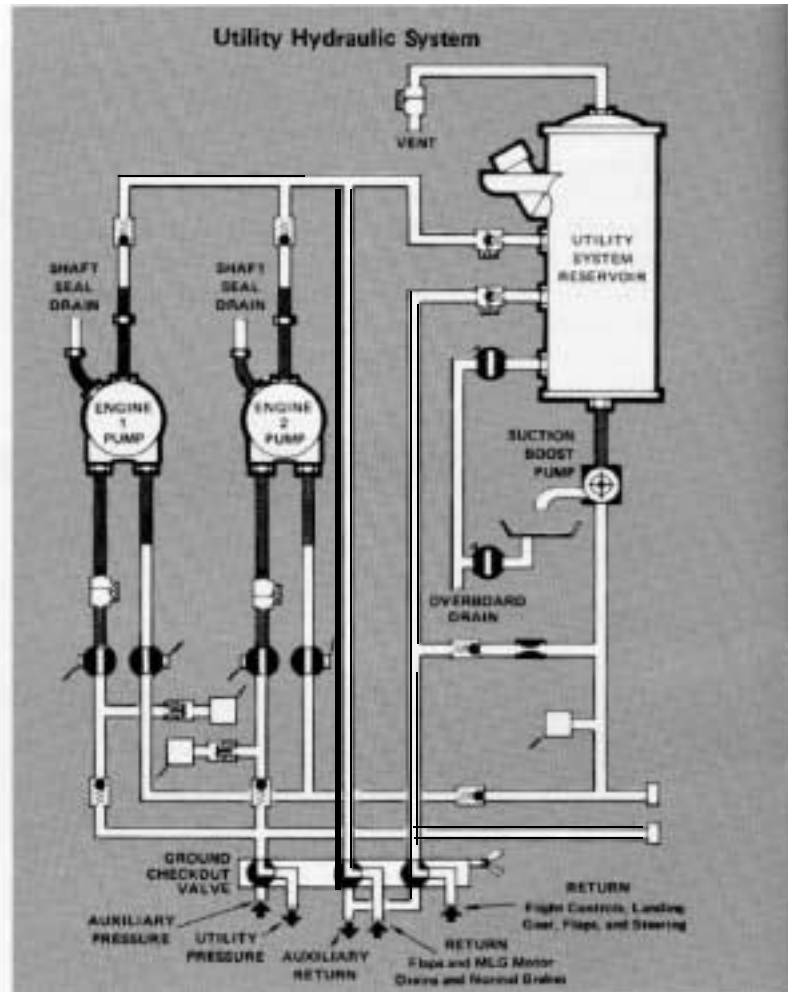 Utility Hydraulic System
VENT
UTILITY
SYSTEM
RESERVOIR
SHAFT
SEAL
DRAIN
SHAFT
SEAL
DRAIN
ENGINE
1
PUMP
ENGINE
2
PUMP
SUCTION
BOOST
PUMP
OVERBOARD
DRAIN
GROUND
CHECKOUT
VALVE
AUXILIARY
PRESSURE
UTILITY
PRESSURE
AUXILIARY
RETURN
RETURN
Flaps and MLG Motor
Drains and Normal Brakes
RETURN
Flight Controls, Landing
Gear, Flaps, and Steering